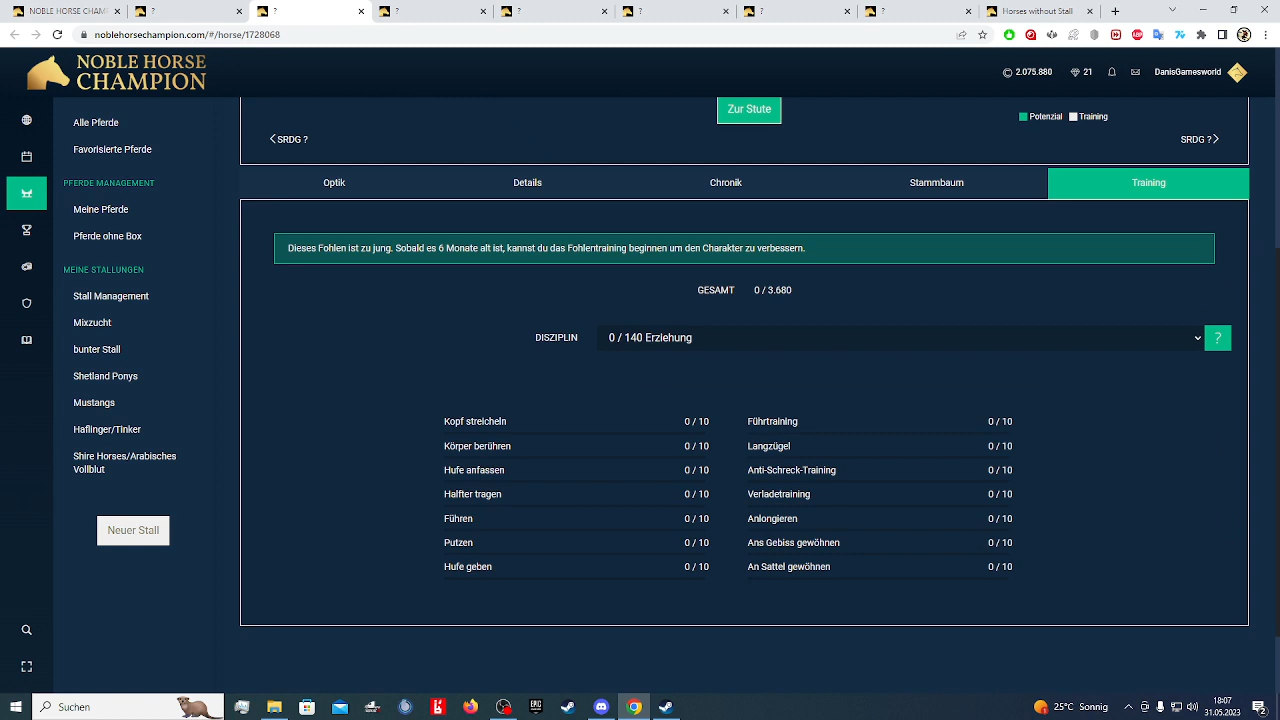 NOBLE HORSE CHAM
?
?
?
?
?
?
?
Horses without Stall
noblehorsechampion.com/#/horse/1728068
NOBLE HORSE
CHAMPION
2.075.880
21
DanisGamesworld
Alle Pferde
Favorisierte Pferde
PFERDE MANAGEMENT
Meine Pferde
Pferde ohne Box
MEINE STALLUNGEN
Stall Management
Mixzucht
bunter Stall
Shetland Ponys
Mustangs
Haflinger/Tinker
Shire Horses/Arabisches
Vollblut
Neuer Stall
Zur Stute
Potenzial Training
SRDG ?
SRDG ?
Optik Details Chronik Stammbaum Training
Dieses Fohlen ist zu jung. Sobald es 6 Monate alt ist, kannst du das Fohlentraining beginnen um den Charakter zu verbessern.
GESAMT 0 / 3.680
DISZIPLIN 0 / 140 Erziehung ?
Kopf streicheln 0 / 10 Führtraining 0 / 10
Körper berühren 0 / 10 Langzügel 0 / 10
Hufe anfassen 0 / 10 Anti-Schreck-Training 0 / 10
Halfter tragen 0 / 10 Verladetraining 0 / 10
Führen 0 / 10 Anlongieren 0 / 10
Putzen 0 / 10 Ans Gebiss gewöhnen 0 / 10
Hufe geben 0 / 10 An Sattel gewöhnen 0 / 10
Suchen
25°C Sonnig
18:07
31.05.2023